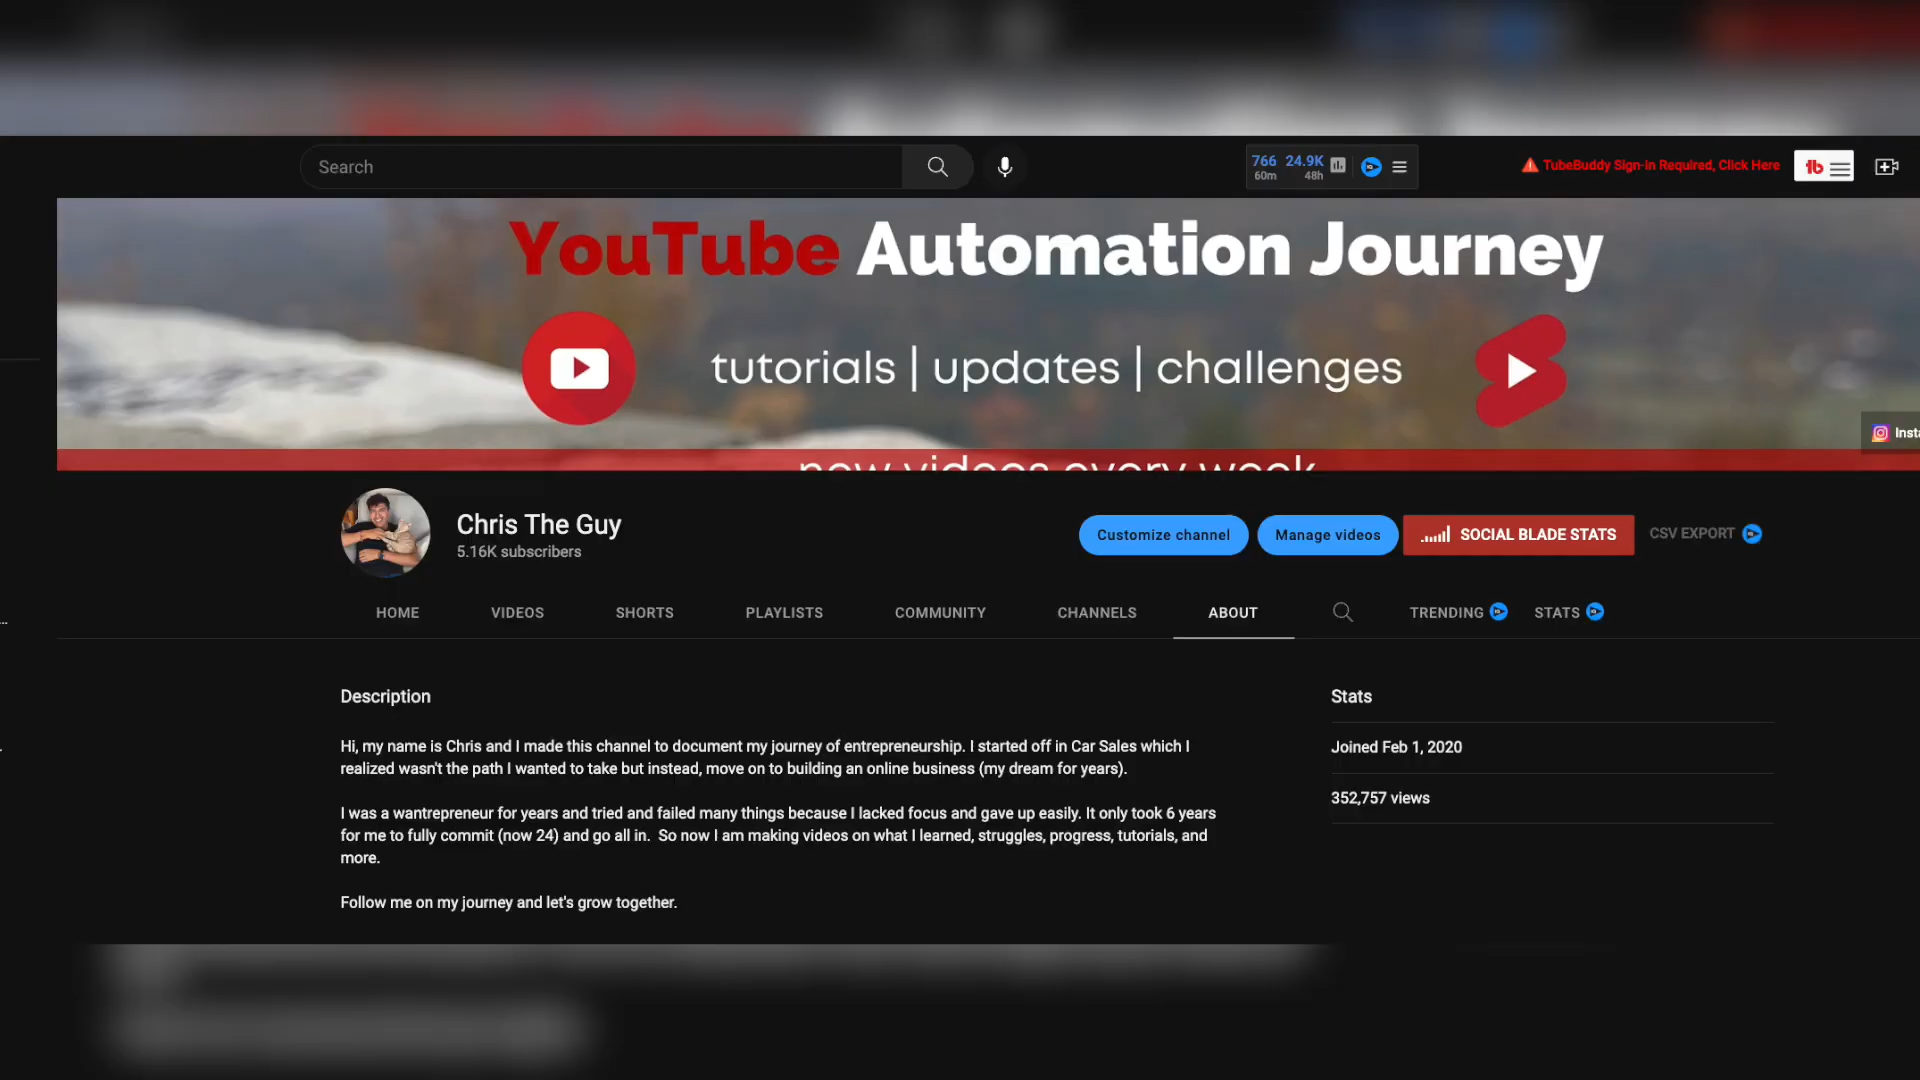 Search
766 24.9K
60m 48h
TubeBuddy Sign-in Required, Click Here
tb
YouTube Automation Journey
tutorials | updates | challenges
Insta
new videos every week
Chris The Guy
5.16K subscribers
Customize channel
Manage videos
SOCIAL BLADE STATS
CSV EXPORT
HOME VIDEOS SHORTS PLAYLISTS COMMUNITY CHANNELS ABOUT TRENDING STATS
Description
Hi, my name is Chris and I made this channel to document my journey of entrepreneurship. I started off in Car Sales which I
realized wasn't the path I wanted to take but instead, move on to building an online business (my dream for years).
I was a wantrepreneur for years and tried and failed many things because I lacked focus and gave up easily. It only took 6 years
for me to fully commit (now 24) and go all in.  So now I am making videos on what I learned, struggles, progress, tutorials, and
more.
Follow me on my journey and let's grow together.
Stats
Joined Feb 1, 2020
352,757 views